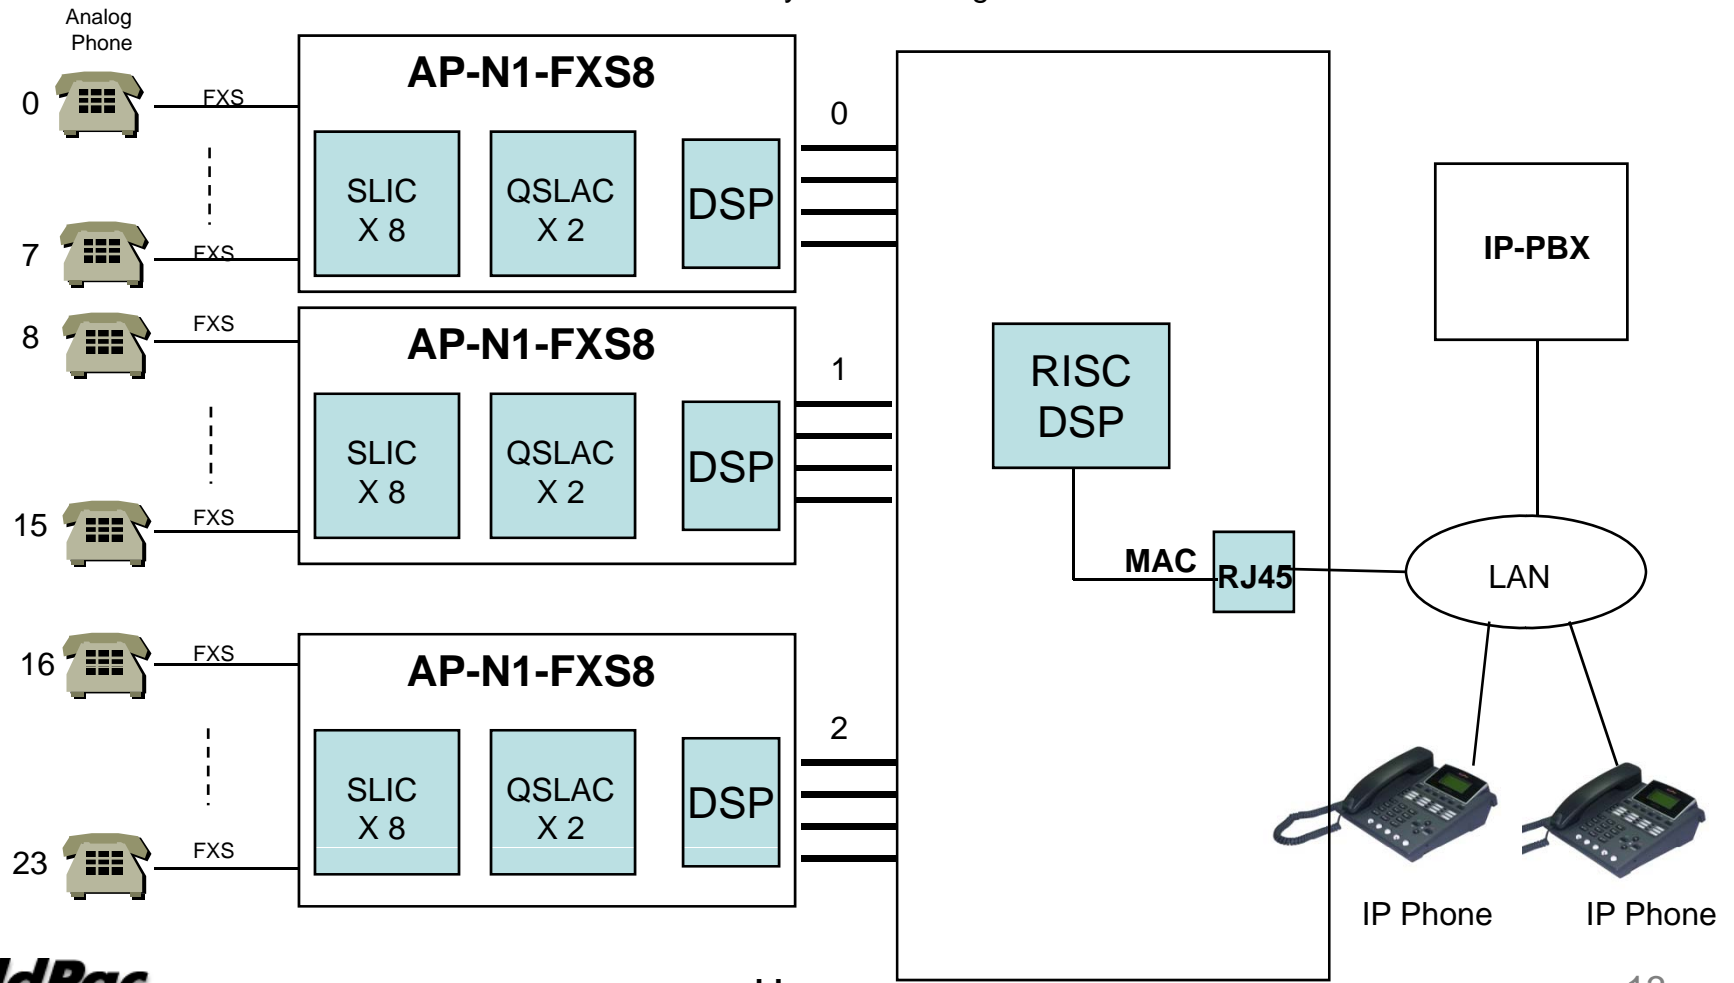 Analog
Phone
0
FXS
7
FXS
8
FXS
15
FXS
16
FXS
23
FXS
AP-N1-FXS8
SLIC
X 8
QSLAC
X 2
DSP
0
AP-N1-FXS8
SLIC
X 8
QSLAC
X 2
DSP
1
AP-N1-FXS8
SLIC
X 8
QSLAC
X 2
DSP
2
RISC
DSP
MAC
RJ45
IP-PBX
LAN
IP Phone
IP Phone